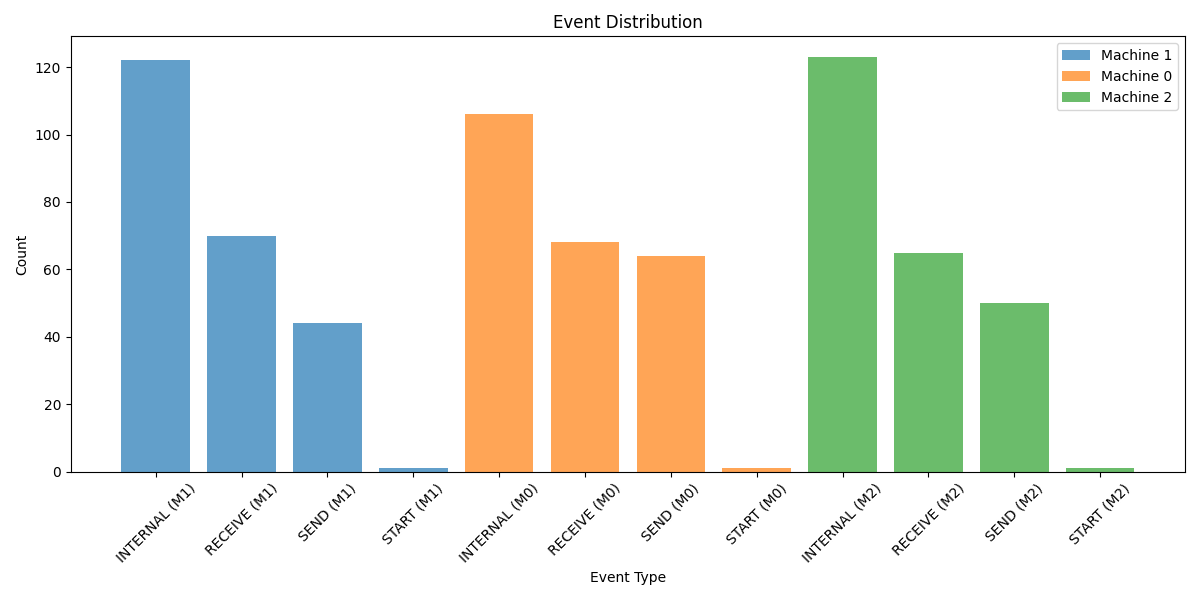 Event Distribution
Machine 1
Machine 0
Machine 2
Count
120
100
80
60
40
20
0
INTERNAL (M1)
RECEIVE (M1)
SEND (M1)
START (M1)
INTERNAL (M0)
RECEIVE (M0)
SEND (M0)
START (M0)
INTERNAL (M2)
RECEIVE (M2)
SEND (M2)
START (M2)
Event Type